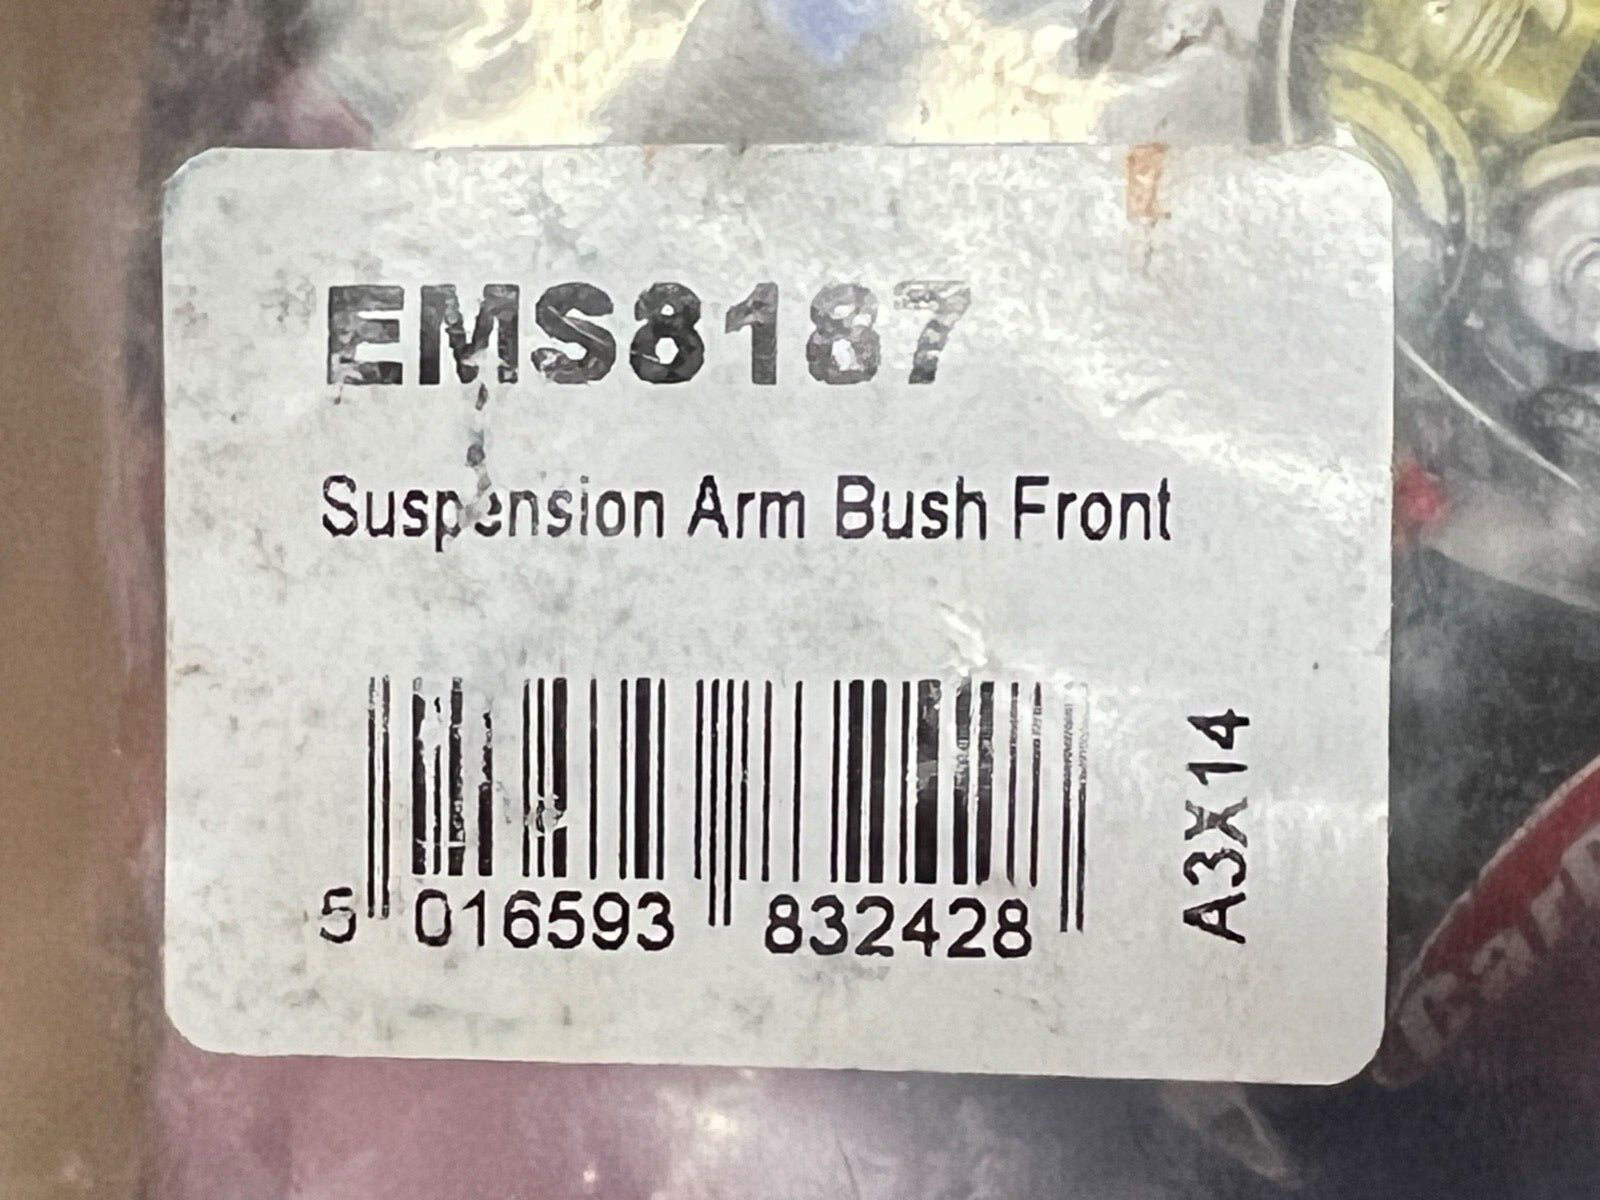 EMS8187
Suspension Arm Bush Front
5 016593 832428
A3X14